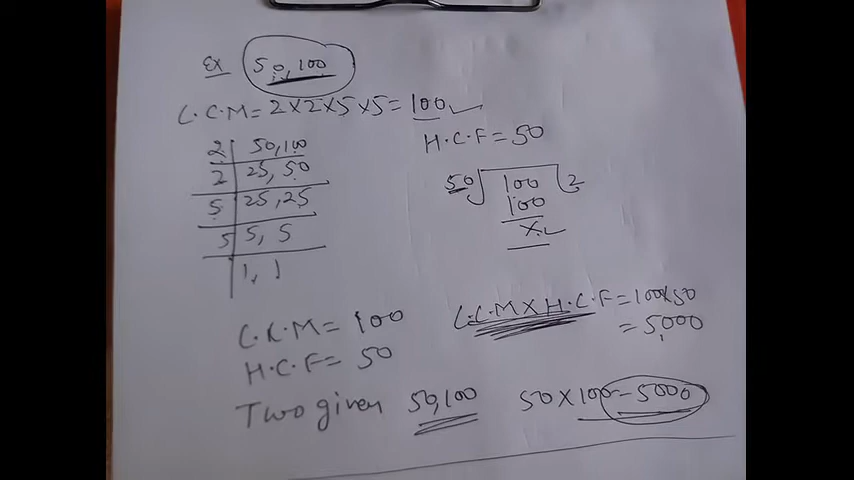 Ex 50,100
L.C.M = 2×2×5×5 = 100
H.C.F = 50
2 | 50,100
2 | 25, 50
5 | 25,25
5 | 5, 5
1, 1
50 100 2
100
×
L.C.M = 100
H.C.F = 50
L.C.M × H.C.F = 100×50
= 5,000
Two given 50,100 50×100 = 5000